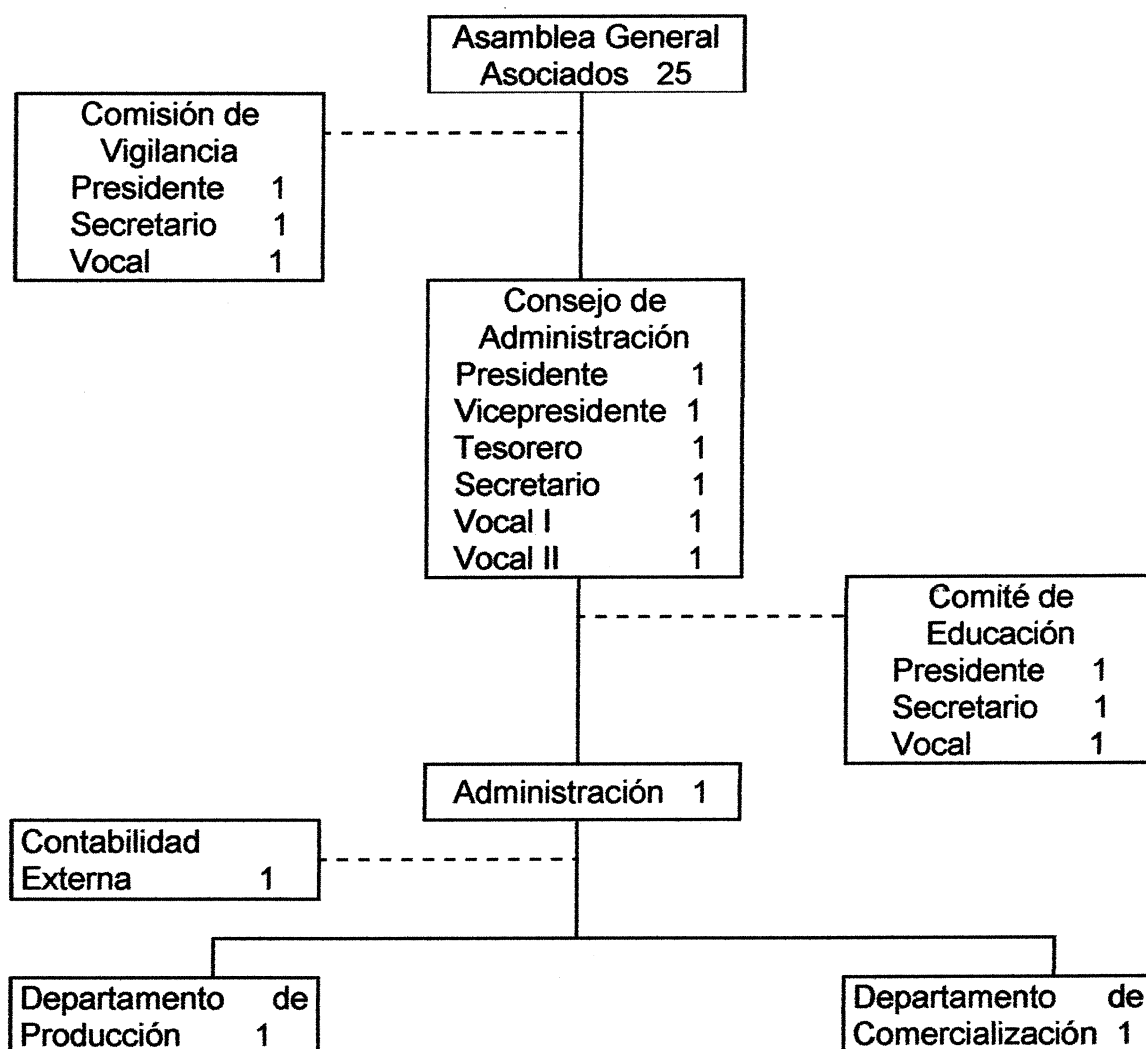 Asamblea General
Asociados 25
Comisión de
Vigilancia
Presidente 1
Secretario 1
Vocal 1
Consejo de
Administración
Presidente 1
Vicepresidente 1
Tesorero 1
Secretario 1
Vocal I 1
Vocal II 1
Comité de
Educación
Presidente 1
Secretario 1
Vocal 1
Administración 1
Contabilidad
Externa 1
Departamento de
Producción 1
Departamento de
Comercialización 1